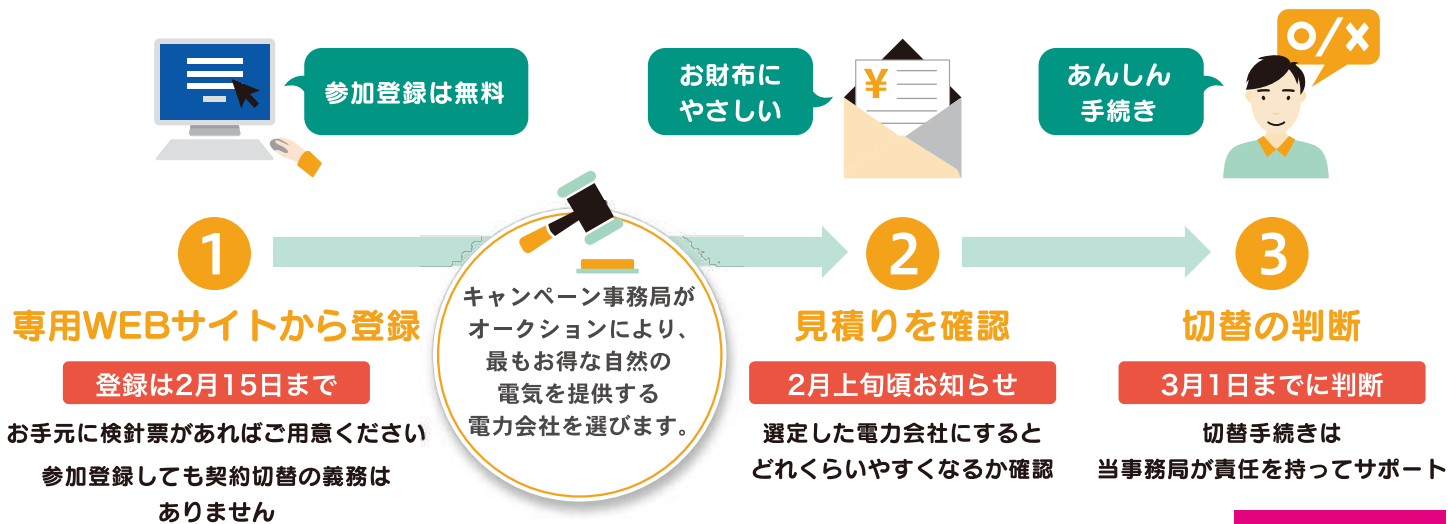 参加登録は無料
お財布に
やさしい
¥
あんしん
手続き
○/×
1
専用WEBサイトから登録
登録は2月15日まで
お手元に検針票があればご用意ください
参加登録しても契約切替の義務は
ありません
キャンペーン事務局が
オークションにより、
最もお得な自然の
電気を提供する
電力会社を選びます。
2
見積りを確認
2月上旬頃お知らせ
選定した電力会社にすると
どれくらいやすくなるか確認
3
切替の判断
3月1日までに判断
切替手続きは
当事務局が責任を持ってサポート